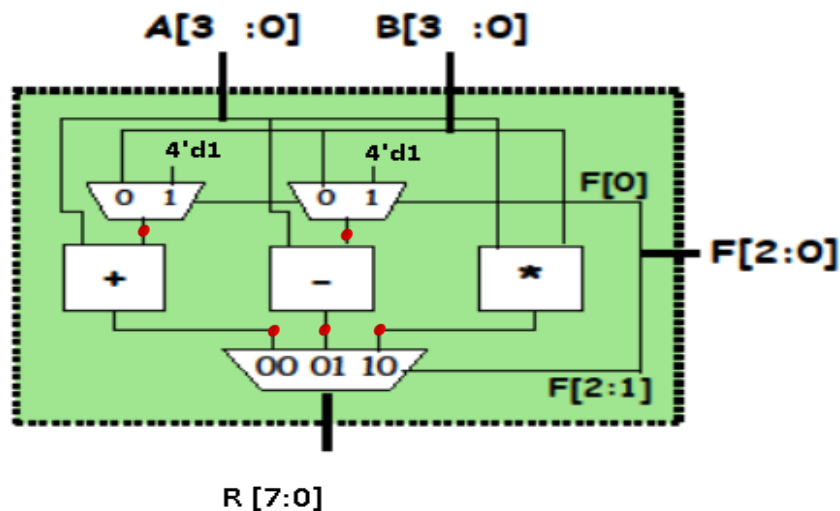 A[3 :0] B[3 :0]
4'd1 4'd1
0 1 0 1 F[0]
F[2:0]
+ - *
00 01 10
F[2:1]
R [7:0]